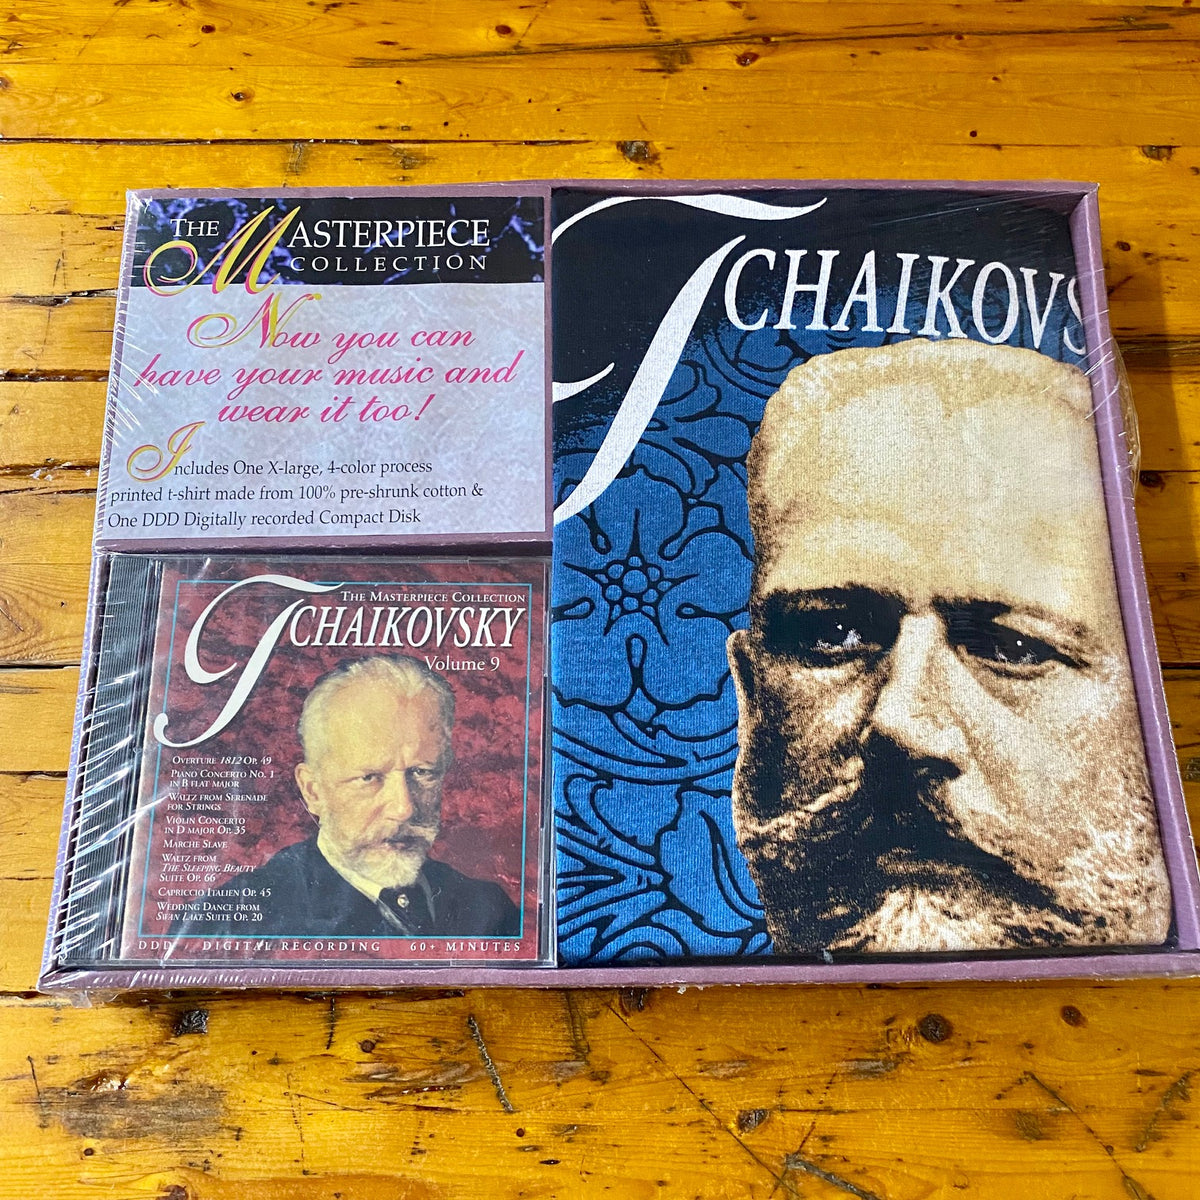 THE MASTERPIECE
COLLECTION
Now you can
have your music and
wear it too!
Includes One X-large, 4-color process
printed t-shirt made from 100% pre-shrunk cotton &
One DDD Digitally recorded Compact Disk
TCHAIKOVS
THE MASTERPIECE COLLECTION
TCHAIKOVSKY
Volume 9
OVERTURE 1812 OP. 49
PIANO CONCERTO NO. 1
IN B FLAT MAJOR
WALTZ FROM SERENADE
FOR STRINGS
VIOLIN CONCERTO
IN D MAJOR OP. 35
MARCHE SLAVE
WALTZ FROM
THE SLEEPING BEAUTY
SUITE OP. 66
CAPRICCIO ITALIEN OP. 45
WEDDING DANCE FROM
SWAN LAKE SUITE OP. 20
DDD / DIGITAL RECORDING 60+ MINUTES